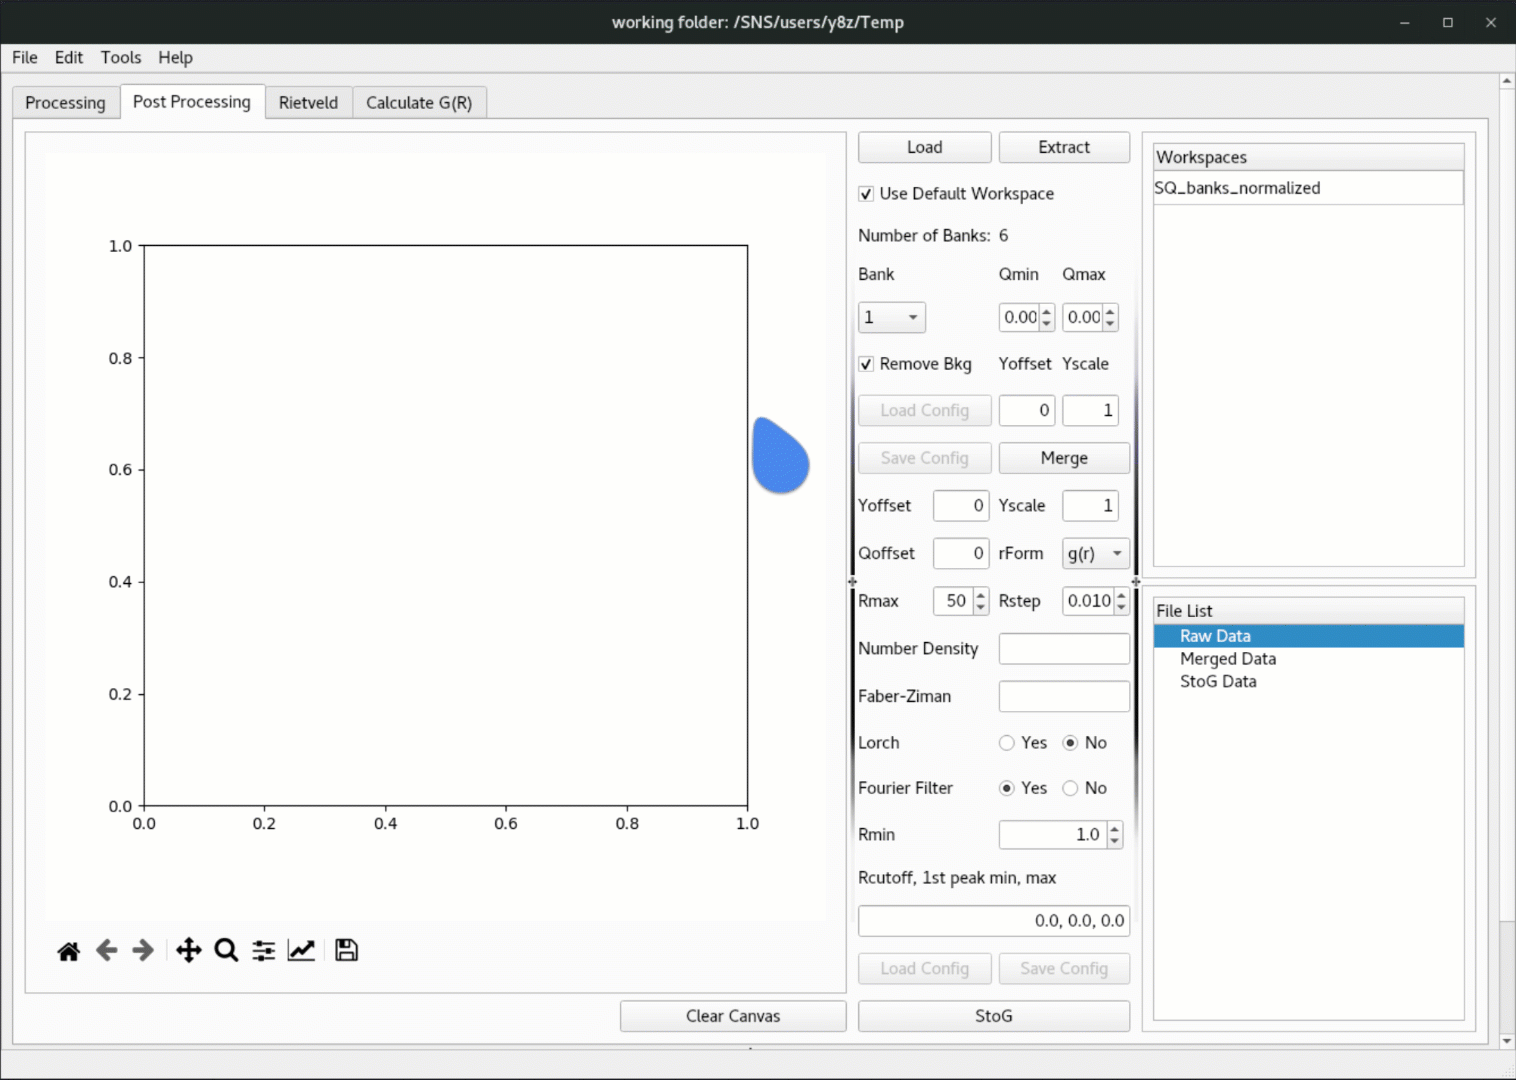 working folder: /SNS/users/y8z/Temp
File Edit Tools Help
Processing Post Processing Rietveld Calculate G(R)
Load Extract
Use Default Workspace
Number of Banks: 6
Bank Qmin Qmax
1 0.00 0.00
Remove Bkg Yoffset Yscale
Load Config 0 1
Save Config Merge
Yoffset 0 Yscale 1
Qoffset 0 rForm g(r)
Rmax 50 Rstep 0.010
Number Density
Faber-Ziman
Lorch Yes No
Fourier Filter Yes No
Rmin 1.0
Rcutoff, 1st peak min, max
0.0, 0.0, 0.0
Load Config Save Config
StoG
1.0
0.8
0.6
0.4
0.2
0.0
0.0 0.2 0.4 0.6 0.8 1.0
Clear Canvas
Workspaces
SQ_banks_normalized
File List
Raw Data
Merged Data
StoG Data